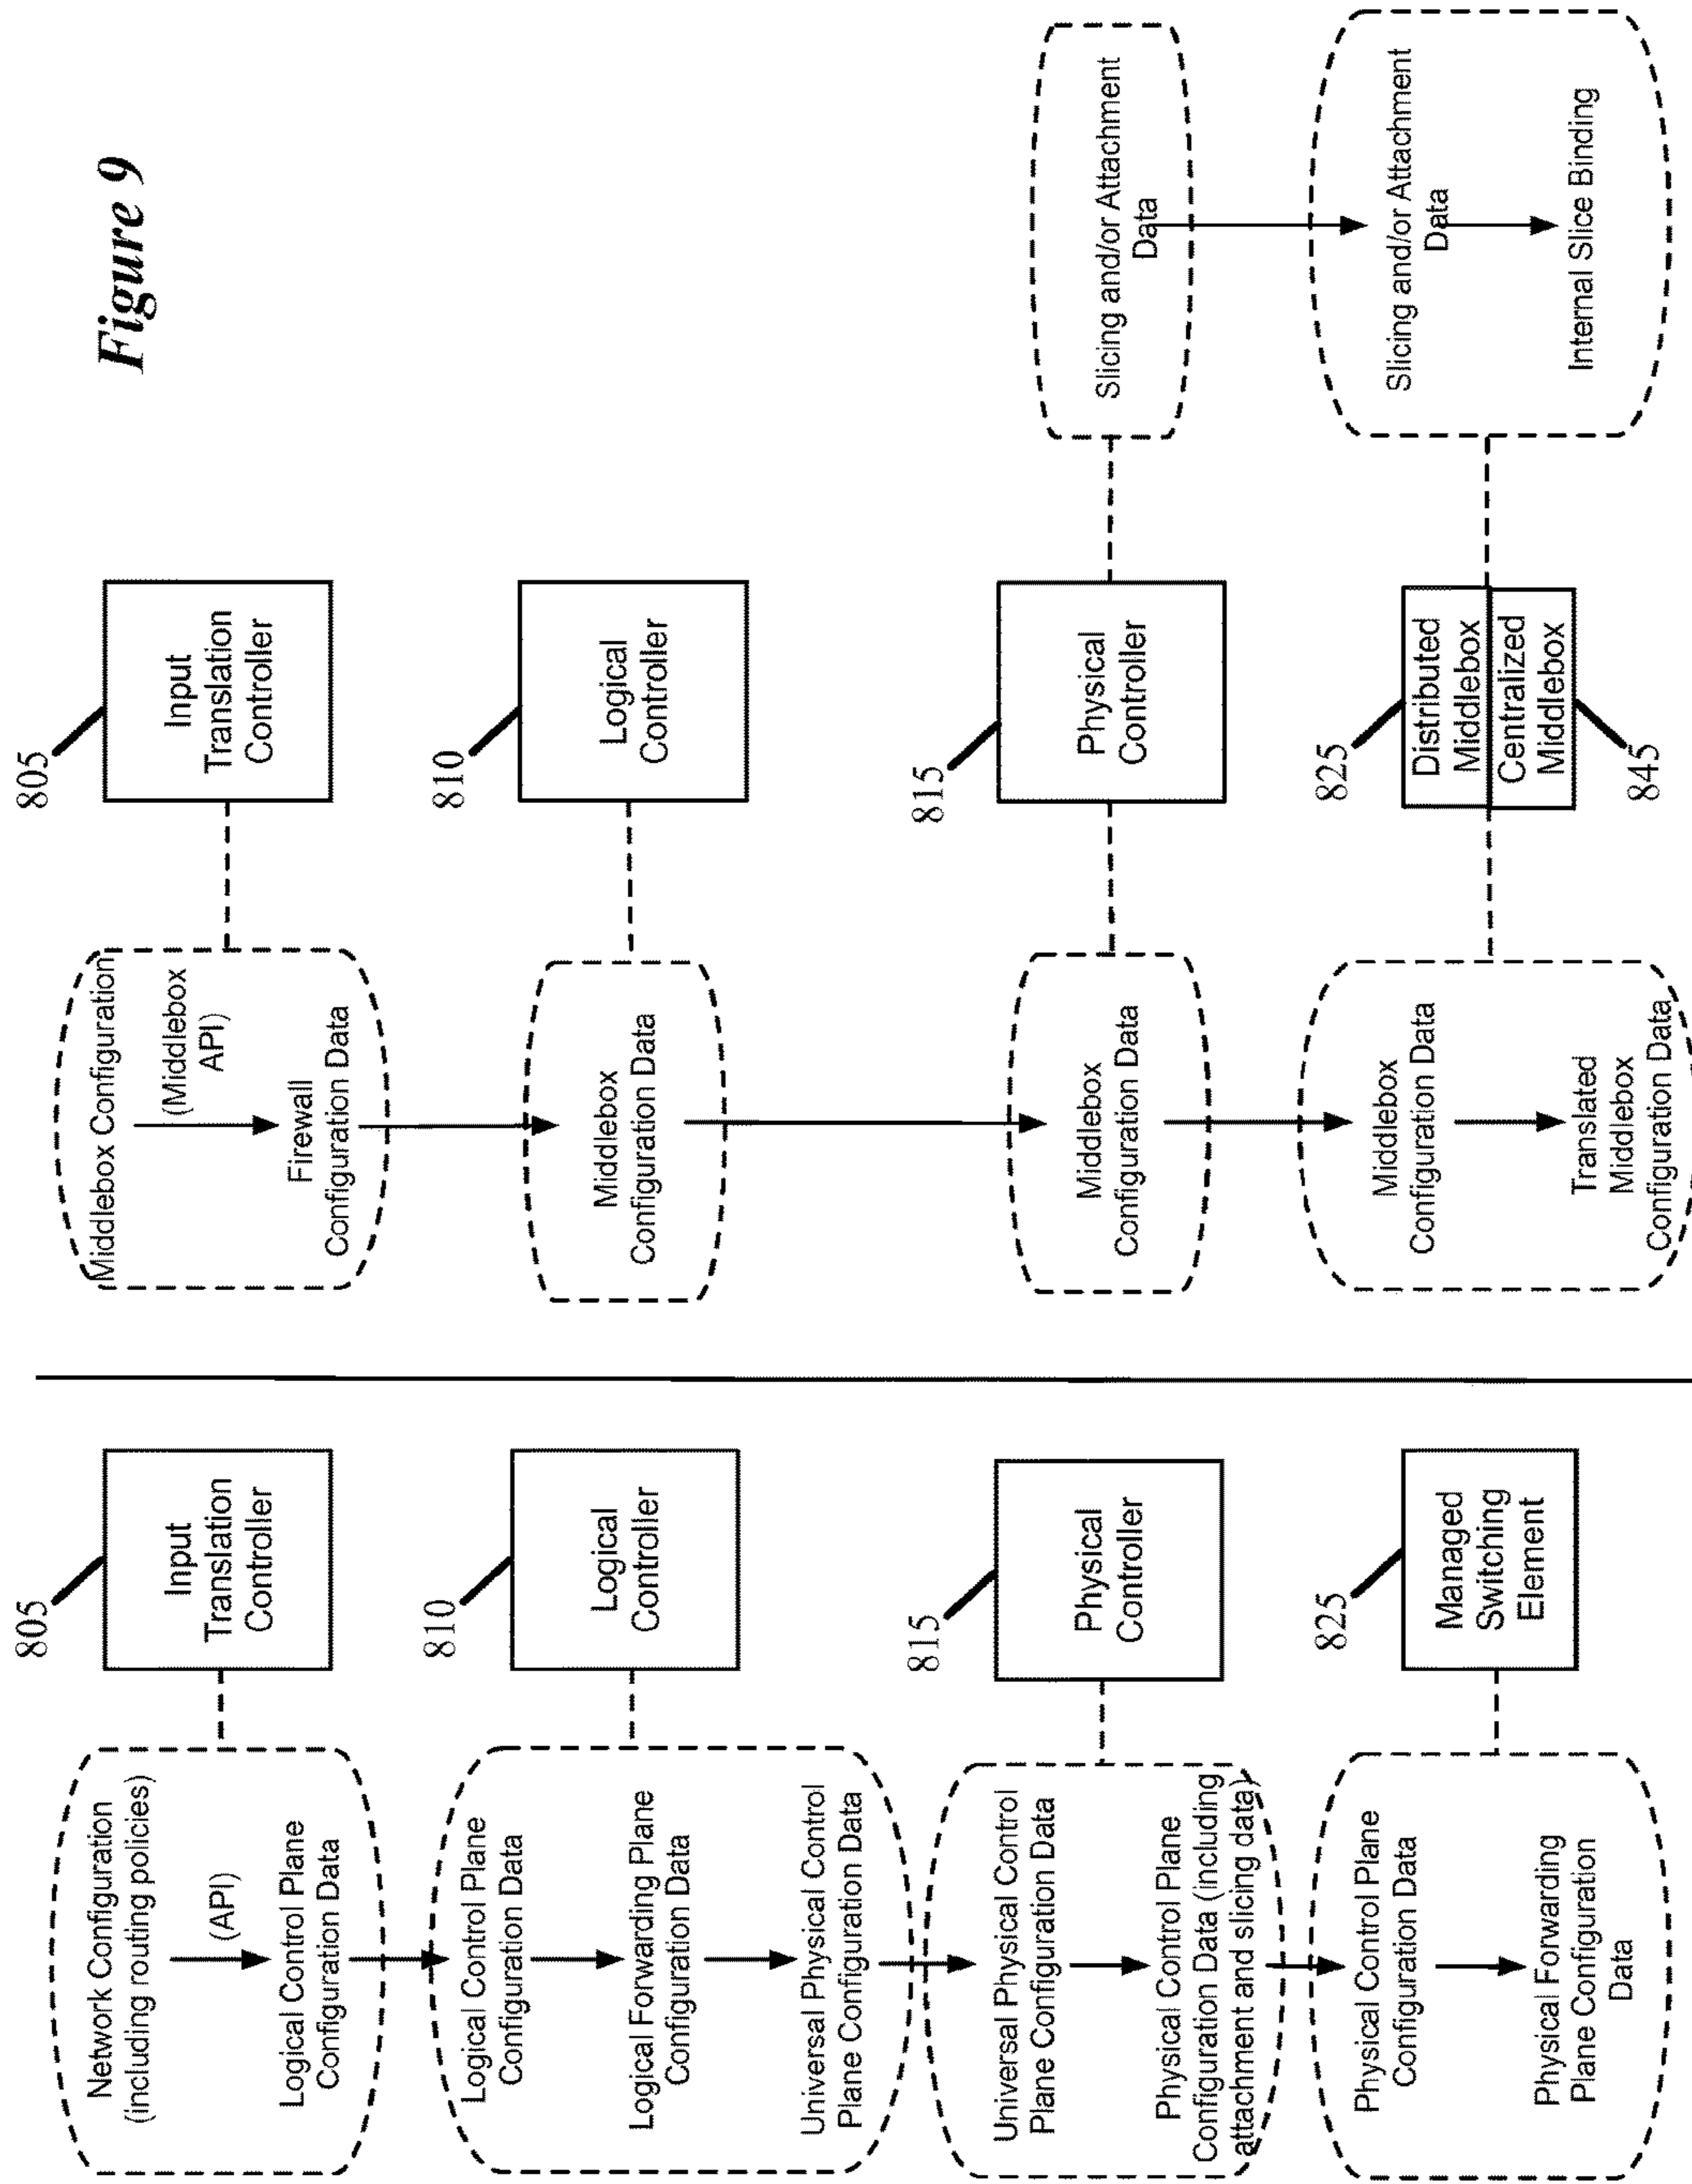 Figure 9
805
Input
Translation
Controller
Network Configuration
(including routing policies)
(API)
Logical Control Plane
Configuration Data
810
Logical
Controller
Logical Control Plane
Configuration Data
Logical Forwarding Plane
Configuration Data
Universal Physical Control
Plane Configuration Data
815
Physical
Controller
Universal Physical Control
Plane Configuration Data
Physical Control Plane
Configuration Data (including
attachment and slicing data)
825
Managed
Switching
Element
Physical Control Plane
Configuration Data
Physical Forwarding
Plane Configuration
Data
805
Input
Translation
Controller
Middlebox Configuration
(Middlebox
API)
Firewall
Configuration Data
810
Logical
Controller
Middlebox
Configuration Data
815
Physical
Controller
Middlebox
Configuration Data
Slicing and/or Attachment
Data
825
Distributed
Middlebox
Centralized
Middlebox
845
Middlebox
Configuration Data
Translated
Middlebox
Configuration Data
Slicing and/or Attachment
Data
Internal Slice Binding